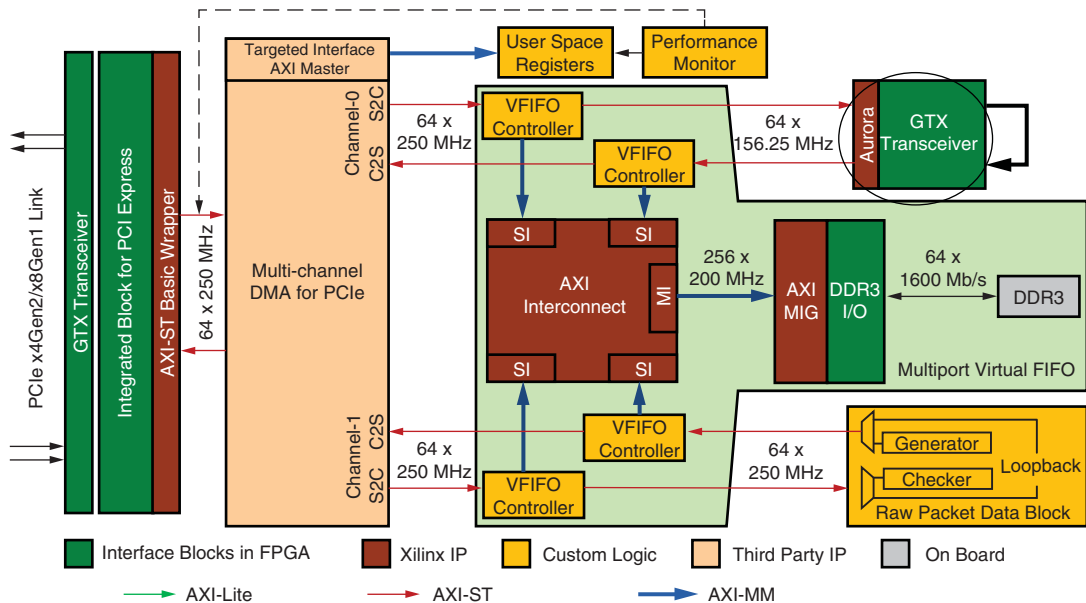 PCIe x4Gen2/x8Gen1 Link
GTX Transceiver
Integrated Block for PCI Express
AXI-ST Basic Wrapper
64 x 250 MHz
Targeted Interface
AXI Master
Multi-channel
DMA for PCIe
Channel-0
S2C
C2S
Channel-1
C2S
S2C
User Space
Registers
Performance
Monitor
64 x
250 MHz
VFIFO
Controller
VFIFO
Controller
64 x
156.25 MHz
Aurora
GTX
Transceiver
SI
SI
AXI
Interconnect
MI
SI
SI
256 x
200 MHz
AXI
MIG
DDR3
I/O
64 x
1600 Mb/s
DDR3
Multiport Virtual FIFO
64 x
250 MHz
VFIFO
Controller
VFIFO
Controller
64 x
250 MHz
Generator
Loopback
Checker
Raw Packet Data Block
Interface Blocks in FPGA
Xilinx IP
Custom Logic
Third Party IP
On Board
AXI-Lite
AXI-ST
AXI-MM